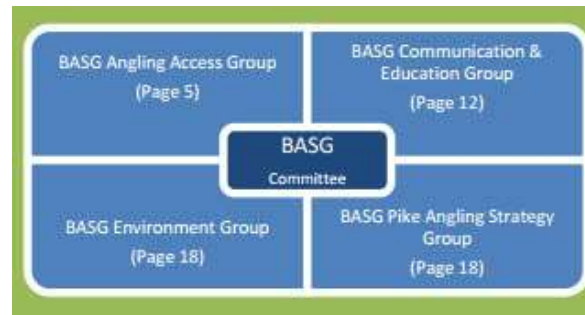 BASG Angling Access Group
(Page 5)
BASG Communication &
Education Group
(Page 12)
BASG
Committee
BASG Environment Group
(Page 18)
BASG Pike Angling Strategy
Group
(Page 18)